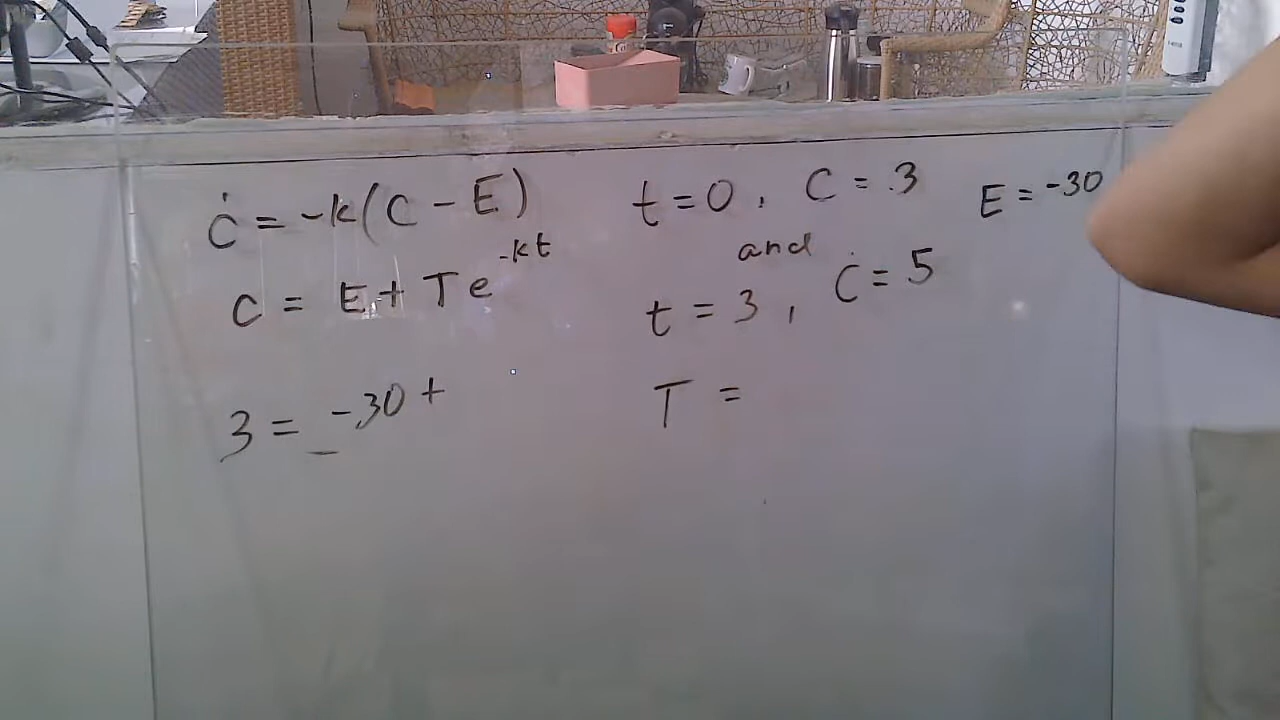 Ċ = -k(C - E)
C = E + Te^-kt
3 = -30 +
t = 0, C = 3
and
t = 3, Ċ = 5
T =
E = -30